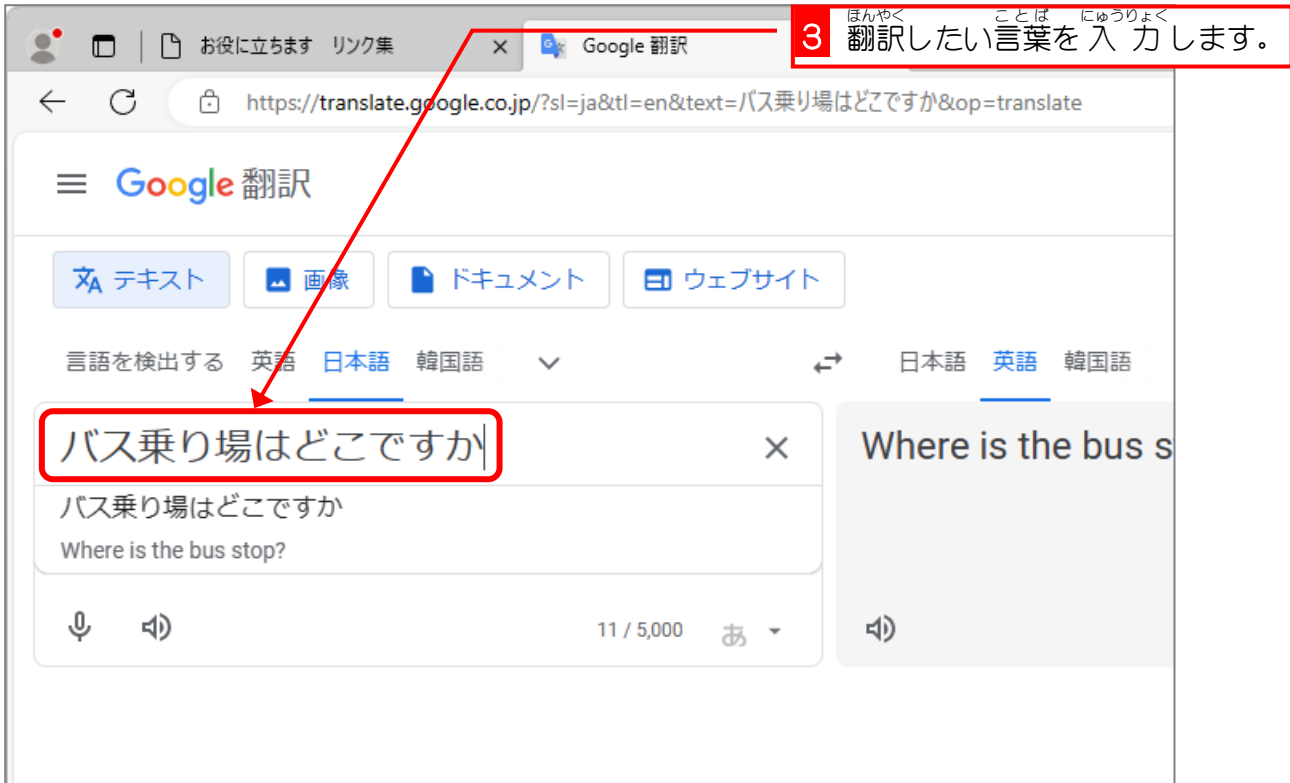 お役に立ちます リンク集
Google 翻訳
ほんやく ことば にゅうりょく
3 翻訳したい言葉を入力します。
https://translate.google.co.jp/?sl=ja&tl=en&text=バス乗り場はどこですか&op=translate
Google 翻訳
テキスト 画像 ドキュメント ウェブサイト
言語を検出する 英語 日本語 韓国語 日本語 英語 韓国語
バス乗り場はどこですか
Where is the bus s
バス乗り場はどこですか
Where is the bus stop?
11 / 5,000 あ